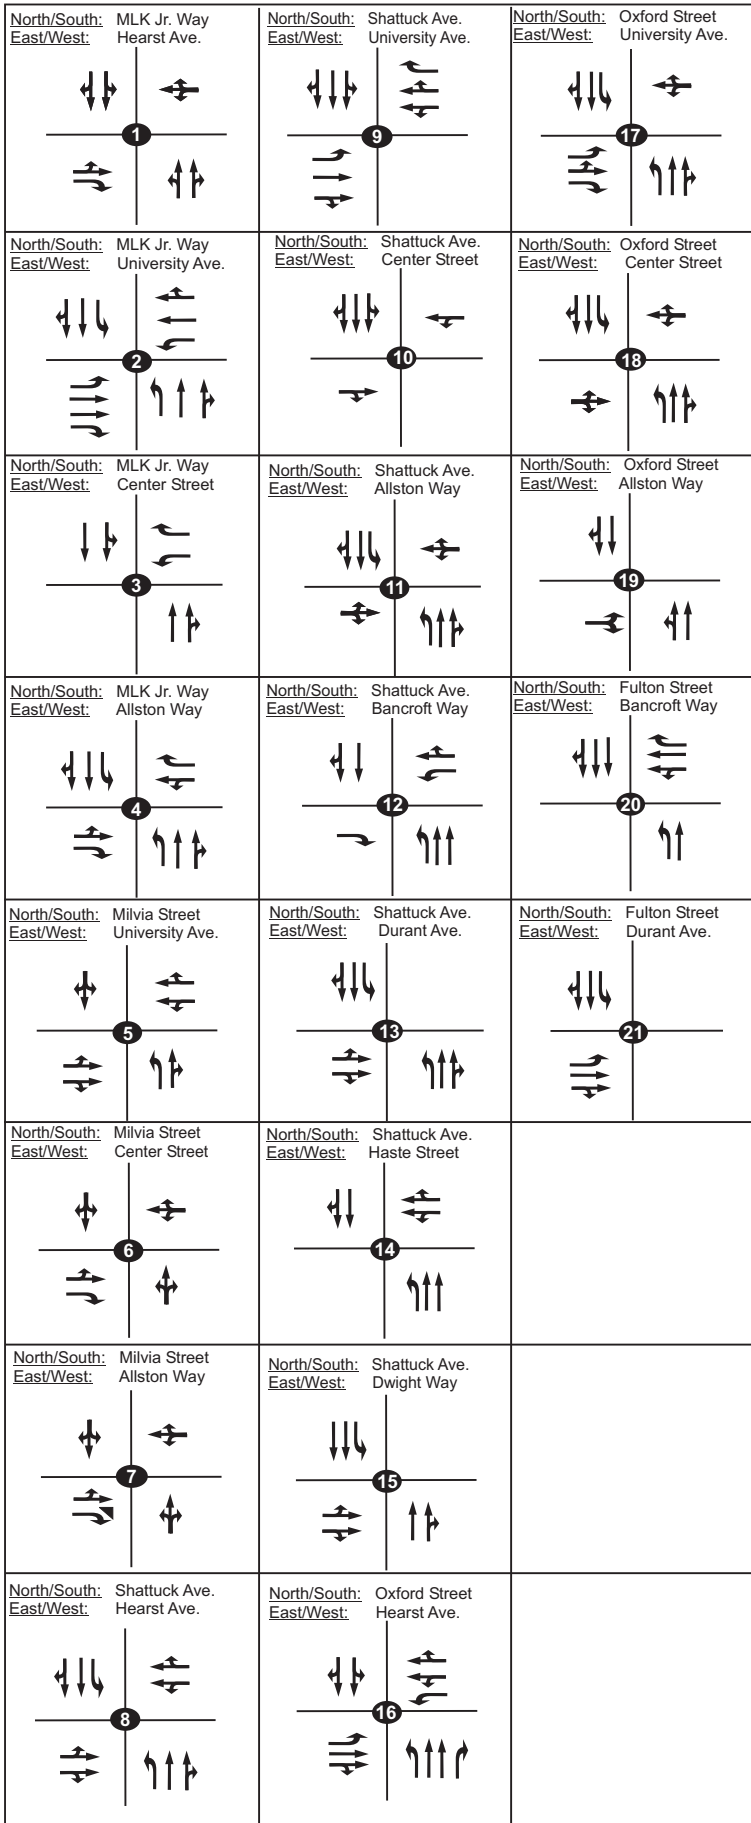 North/South: MLK Jr. Way
East/West: Hearst Ave.
1
North/South: Shattuck Ave.
East/West: University Ave.
9
North/South: Oxford Street
East/West: University Ave.
17
North/South: MLK Jr. Way
East/West: University Ave.
2
North/South: Shattuck Ave.
East/West: Center Street
10
North/South: Oxford Street
East/West: Center Street
18
North/South: MLK Jr. Way
East/West: Center Street
3
North/South: Shattuck Ave.
East/West: Allston Way
11
North/South: Oxford Street
East/West: Allston Way
19
North/South: MLK Jr. Way
East/West: Allston Way
4
North/South: Shattuck Ave.
East/West: Bancroft Way
12
North/South: Fulton Street
East/West: Bancroft Way
20
North/South: Milvia Street
East/West: University Ave.
5
North/South: Shattuck Ave.
East/West: Durant Ave.
13
North/South: Fulton Street
East/West: Durant Ave.
21
North/South: Milvia Street
East/West: Center Street
6
North/South: Shattuck Ave.
East/West: Haste Street
14
North/South: Milvia Street
East/West: Allston Way
7
North/South: Shattuck Ave.
East/West: Dwight Way
15
North/South: Shattuck Ave.
East/West: Hearst Ave.
8
North/South: Oxford Street
East/West: Hearst Ave.
16